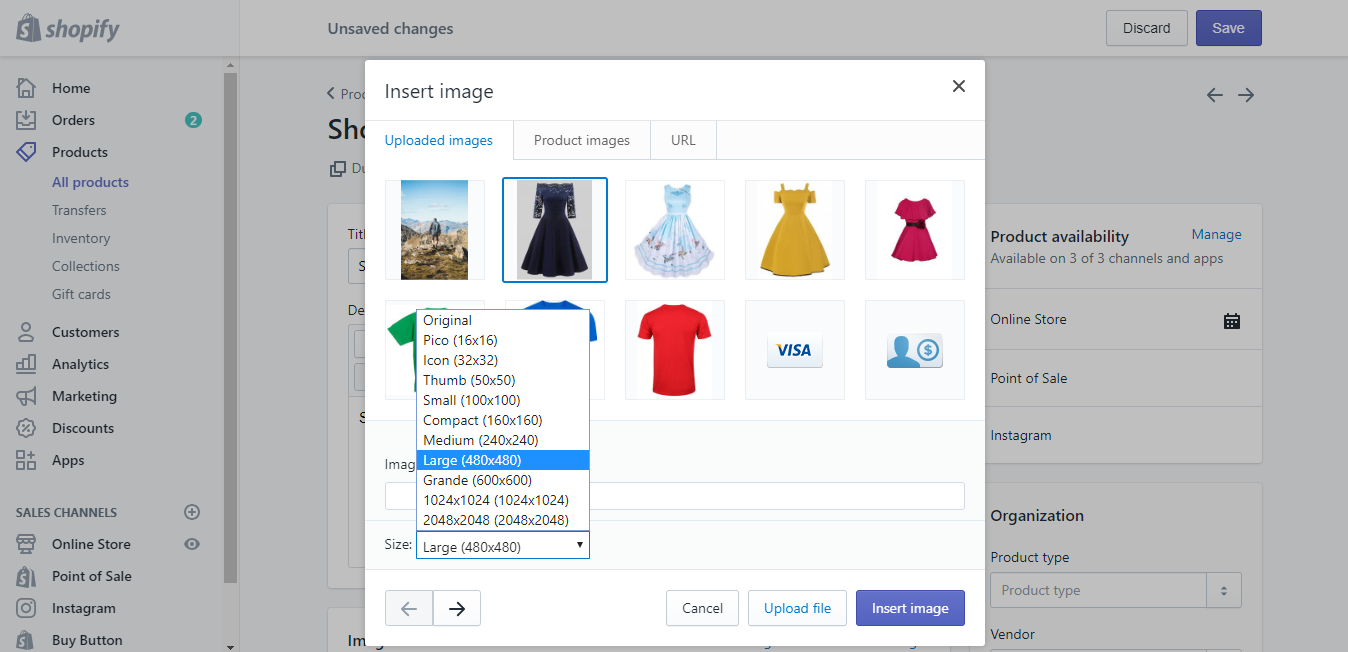 shopify
Unsaved changes
Discard
Save
Home
Orders
2
Products
All products
Transfers
Inventory
Collections
Gift cards
Customers
Analytics
Marketing
Discounts
Apps
SALES CHANNELS
Online Store
Point of Sale
Instagram
Buy Button
Insert image
Uploaded images
Product images
URL
VISA
$
Original
Pico (16x16)
Icon (32x32)
Thumb (50x50)
Small (100x100)
Compact (160x160)
Medium (240x240)
Large (480x480)
Grande (600x600)
1024x1024 (1024x1024)
2048x2048 (2048x2048)
Size:
Large (480x480)
Cancel
Upload file
Insert image
Product availability
Manage
Available on 3 of 3 channels and apps
Online Store
Point of Sale
Instagram
Organization
Product type
Product type
Vendor